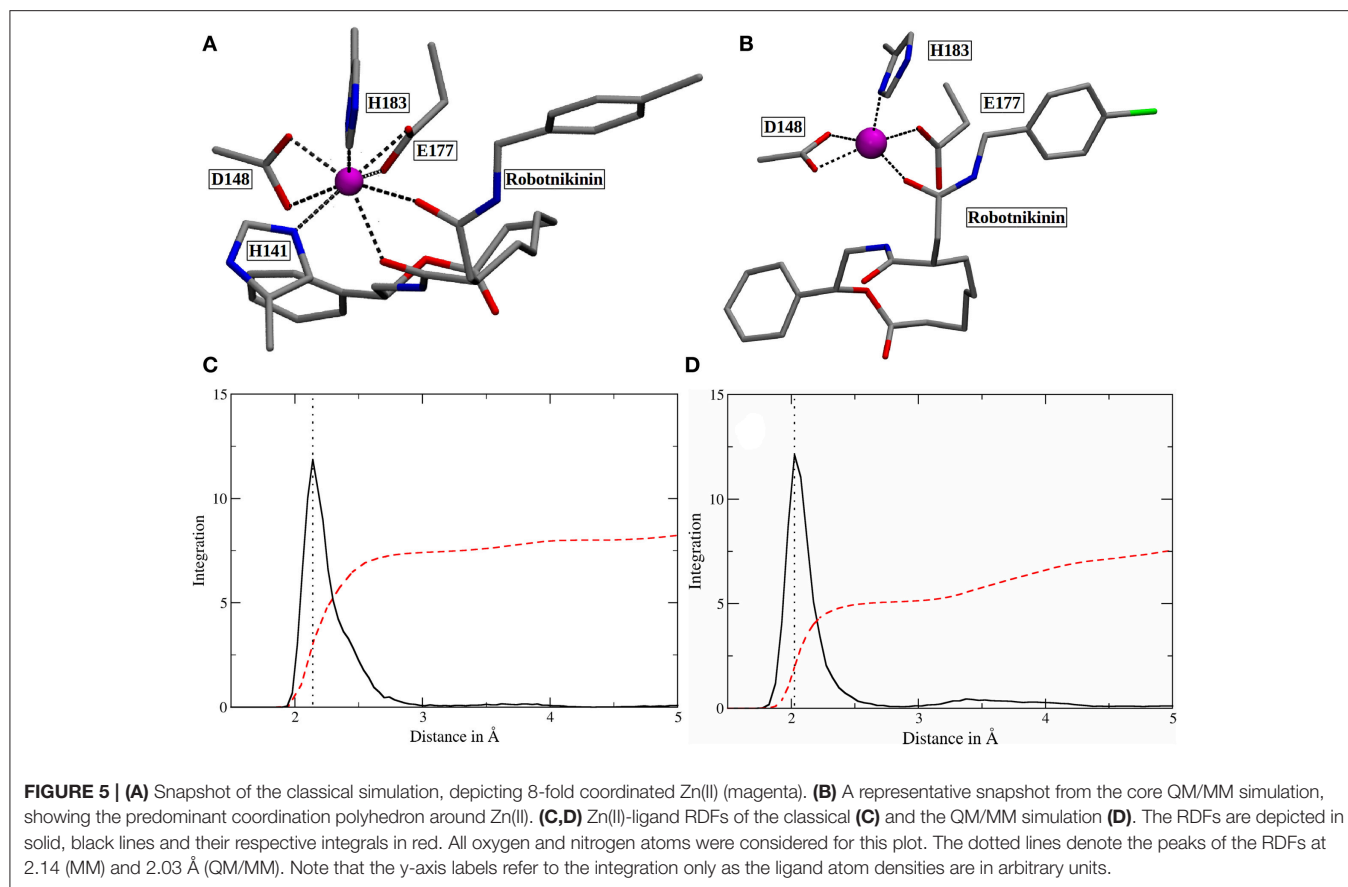 A
H183
E177
D148
Robotnikinin
H141
B
H183
E177
D148
Robotnikinin
C
15
10
5
0
Integration
2 3 4 5
Distance in Å
D
15
10
5
0
Integration
2 3 4 5
Distance in Å
FIGURE 5 | (A) Snapshot of the classical simulation, depicting 8-fold coordinated Zn(II) (magenta). (B) A representative snapshot from the core QM/MM simulation,
showing the predominant coordination polyhedron around Zn(II). (C,D) Zn(II)-ligand RDFs of the classical (C) and the QM/MM simulation (D). The RDFs are depicted in
solid, black lines and their respective integrals in red. All oxygen and nitrogen atoms were considered for this plot. The dotted lines denote the peaks of the RDFs at
2.14 (MM) and 2.03 Å (QM/MM). Note that the y-axis labels refer to the integration only as the ligand atom densities are in arbitrary units.